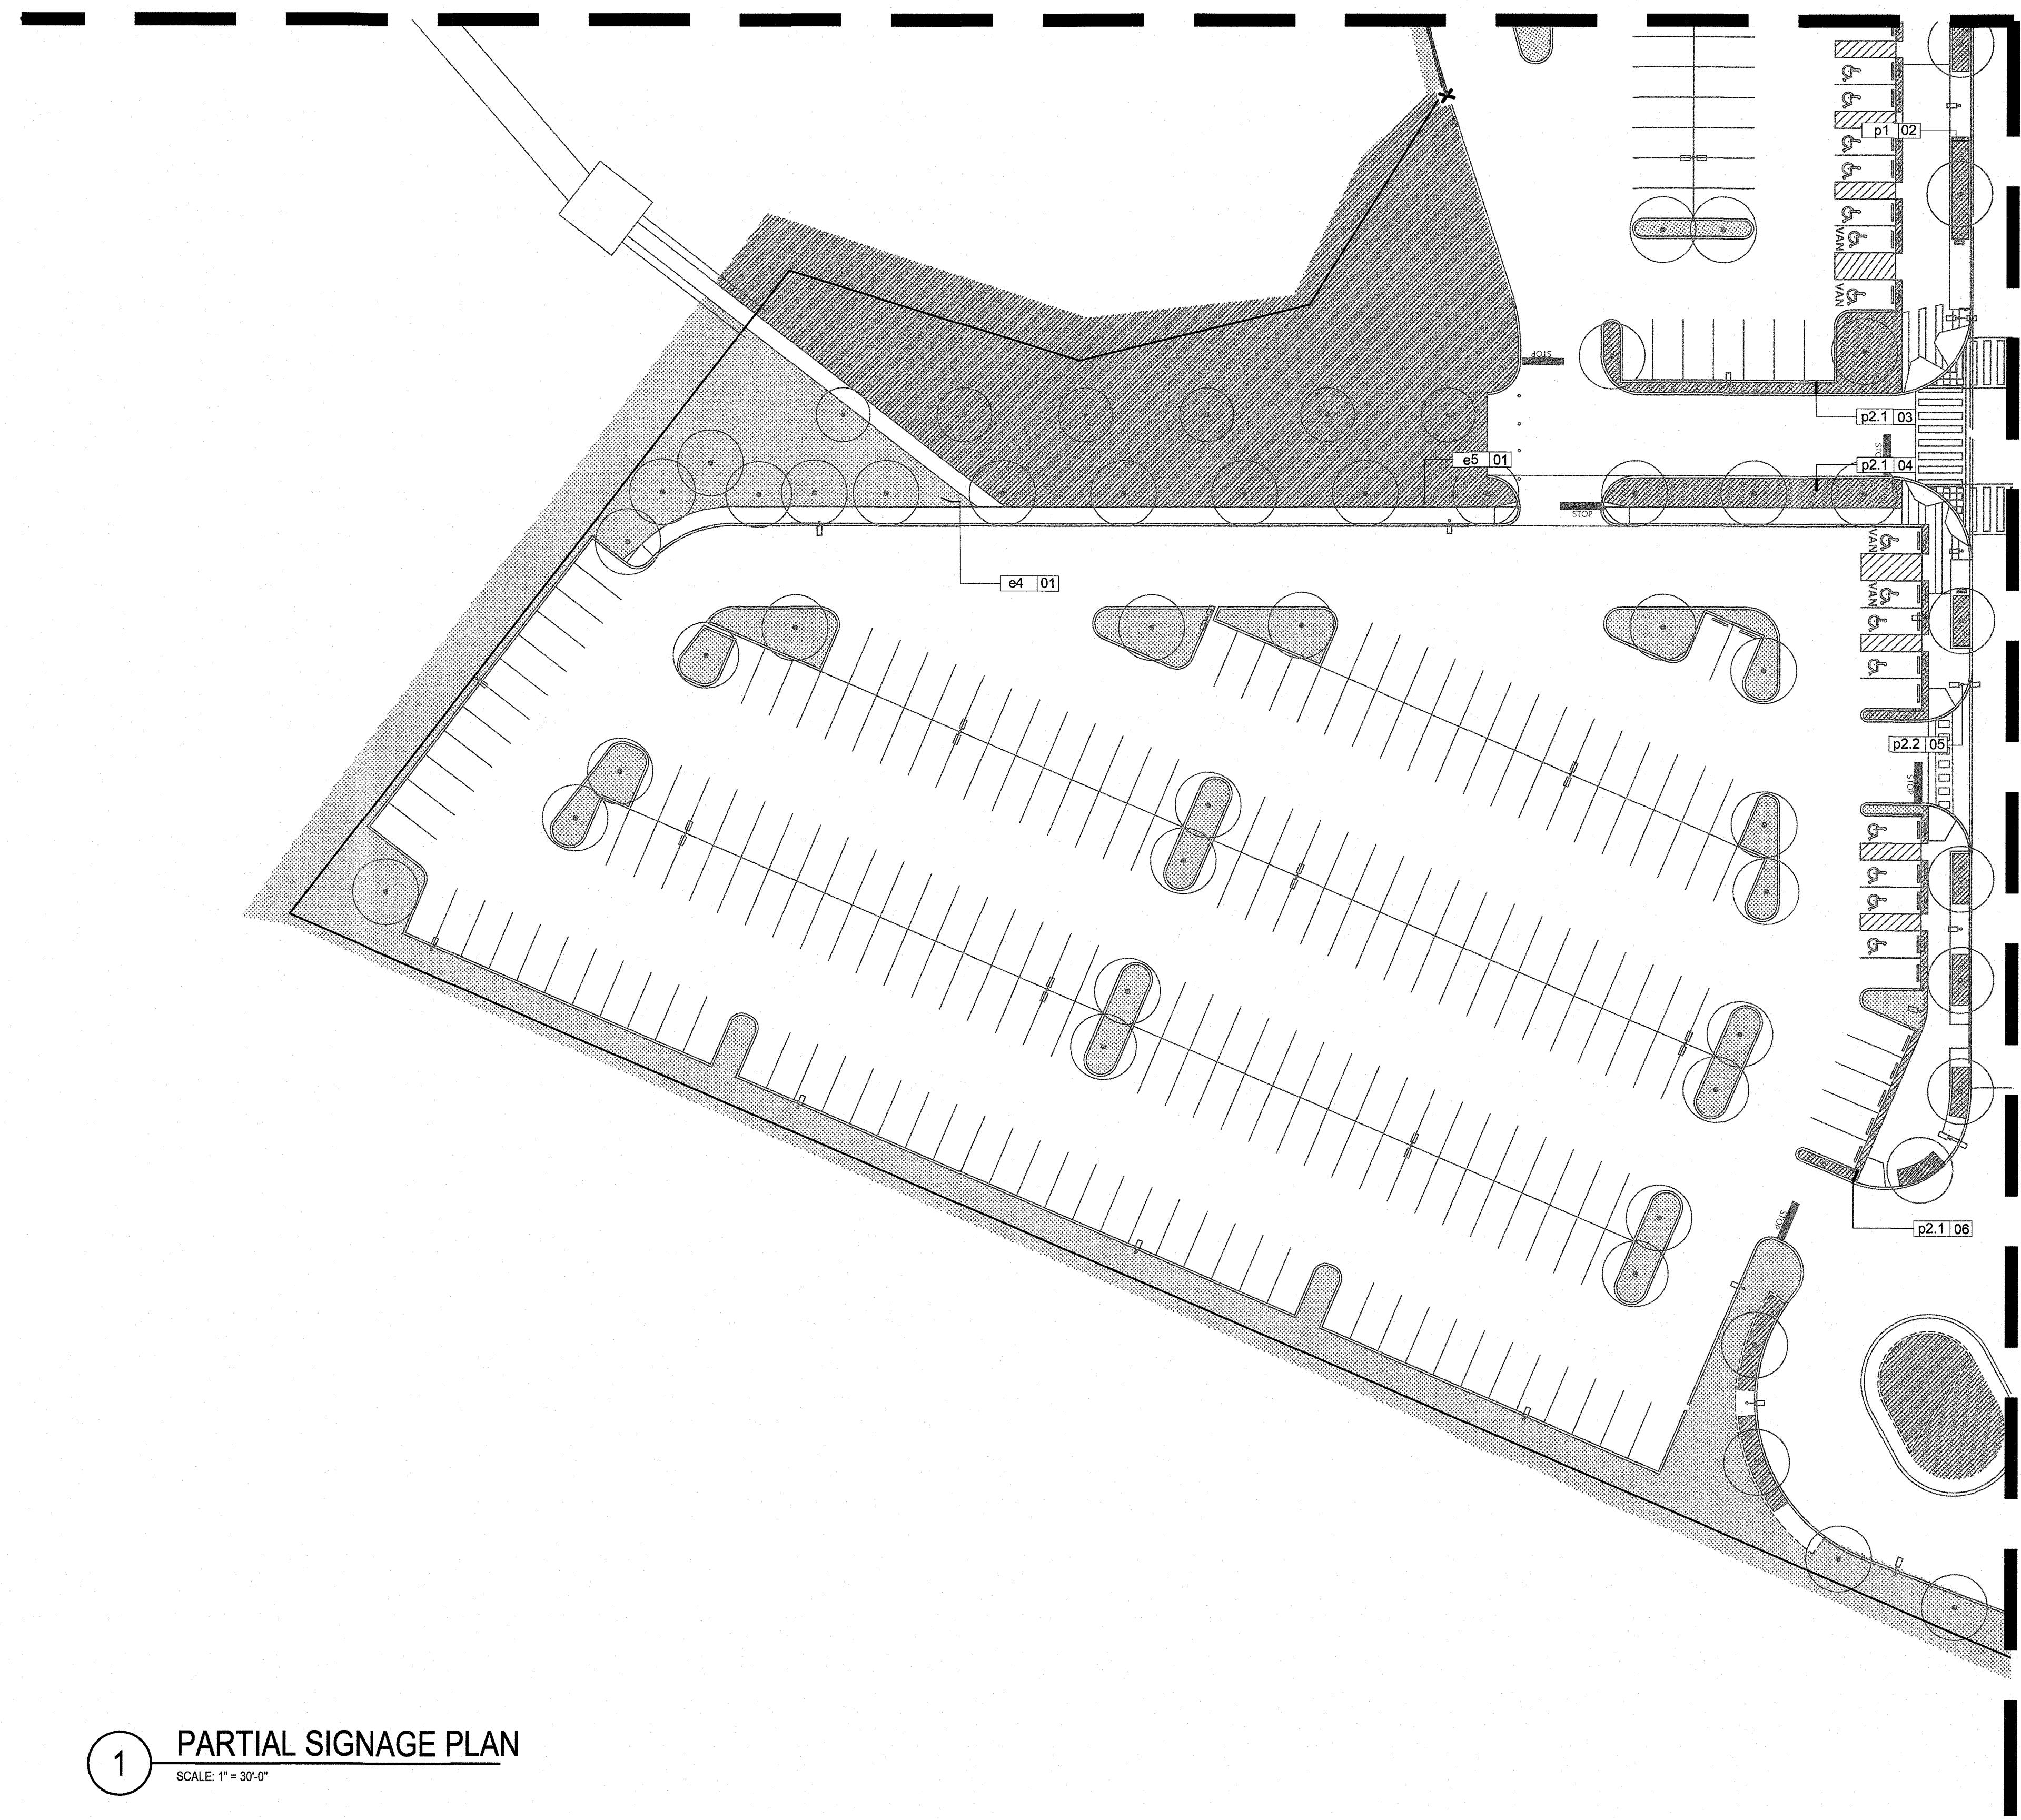 p1 02
VAN
VAN
STOP
p2.1 03
STOP
e5 01
p2.1 04
STOP
VAN
e4 01
VAN
p2.2 05
STOP
STOP
p2.1 06
1
PARTIAL SIGNAGE PLAN
SCALE: 1" = 30'-0"